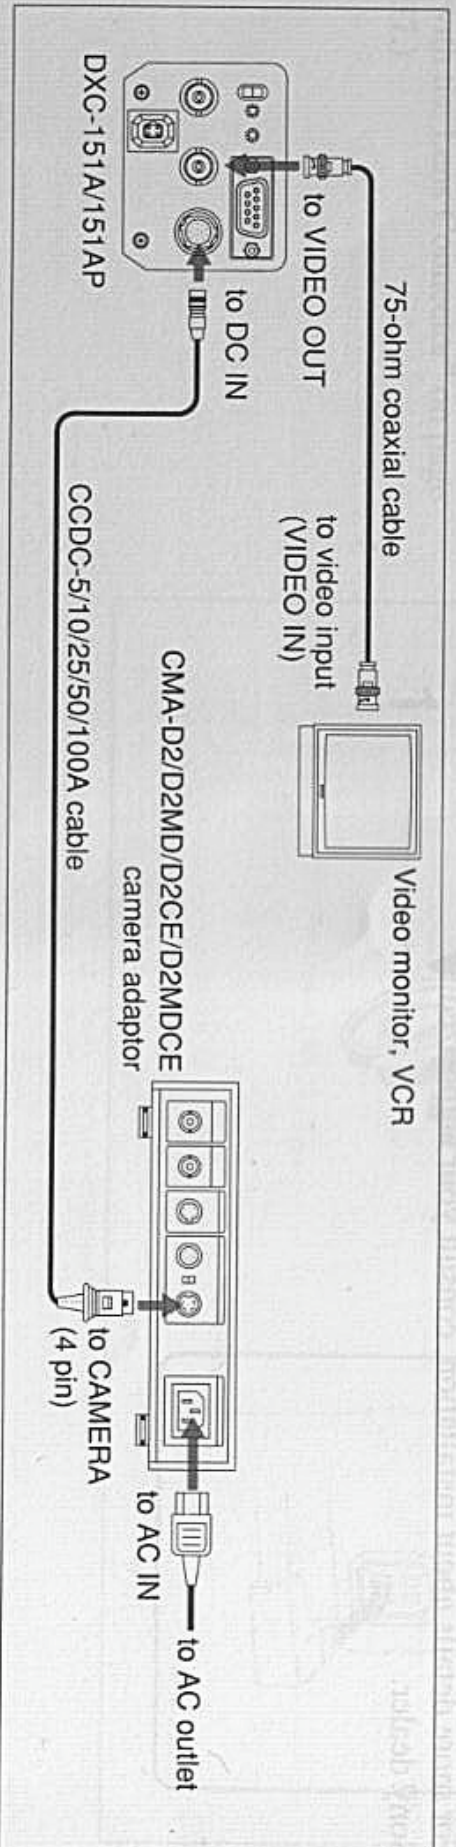 75-ohm coaxial cable
to VIDEO OUT
to video input
(VIDEO IN)
Video monitor, VCR
to DC IN
DXC-151A/151AP
CMA-D2/D2MD/D2CE/D2MDCE
camera adaptor
CCDC-5/10/25/50/100A cable
to CAMERA
(4 pin)
to AC IN
to AC outlet